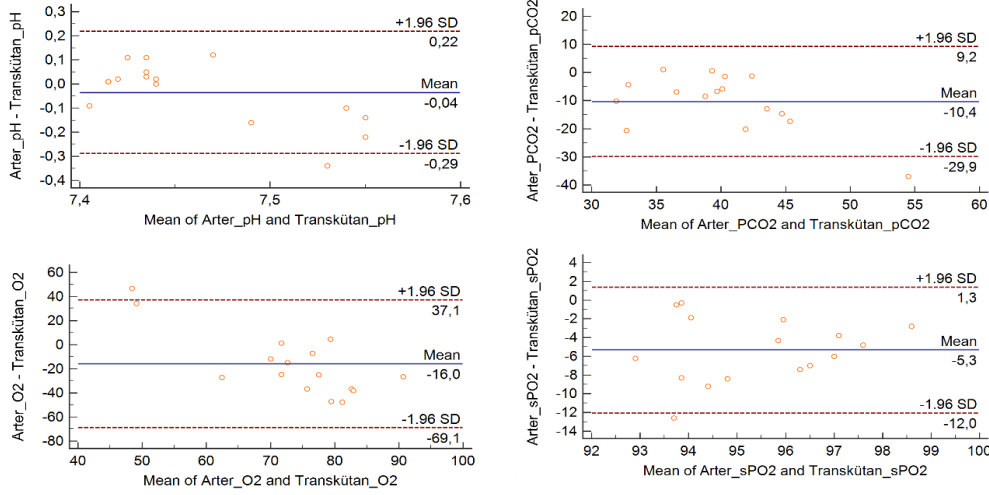 Arter_pH - Transkütan_pH
0,3
0,2
0,1
0,0
-0,1
-0,2
-0,3
-0,4
+1.96 SD
0,22
Mean
-0,04
-1.96 SD
-0,29
7,4 7,5 7,6
Mean of Arter_pH and Transkütan_pH
Arter_PCO2 - Transkütan_pCO2
20
10
0
-10
-20
-30
-40
+1.96 SD
9,2
Mean
-10,4
-1.96 SD
-29,9
30 35 40 45 50 55 60
Mean of Arter_PCO2 and Transkütan_pCO2
Arter_O2 - Transkütan_O2
60
40
20
0
-20
-40
-60
-80
+1.96 SD
37,1
Mean
-16,0
-1.96 SD
-69,1
40 50 60 70 80 90 100
Mean of Arter_O2 and Transkütan_O2
Arter_sPO2 - Transkütan_sPO2
4
2
0
-2
-4
-6
-8
-10
-12
-14
+1.96 SD
1,3
Mean
-5,3
-1.96 SD
-12,0
92 93 94 95 96 97 98 99 100
Mean of Arter_sPO2 and Transkütan_sPO2